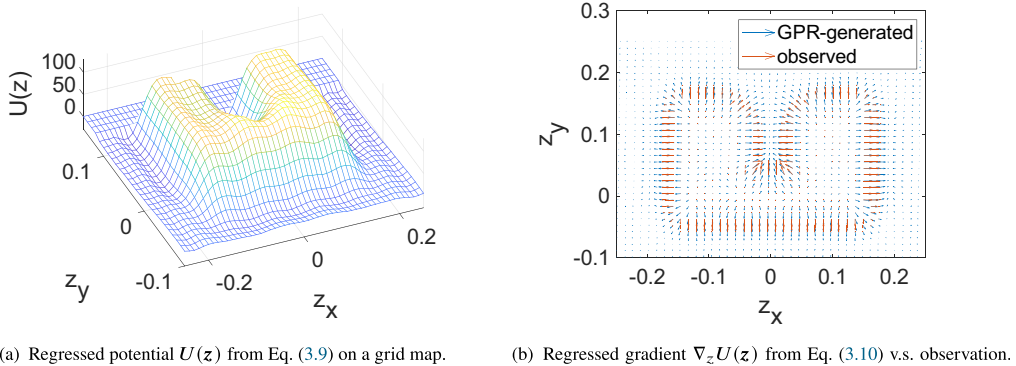 100
50
0
U(z)
0.1
0
-0.1
z_y
-0.2
0
0.2
z_x
0.3
0.2
0.1
0
-0.1
z_y
GPR-generated
observed
-0.2
-0.1
0
0.1
0.2
z_x
(a) Regressed potential U(z) from Eq. (3.9) on a grid map.
(b) Regressed gradient ∇_z U(z) from Eq. (3.10) v.s. observation.